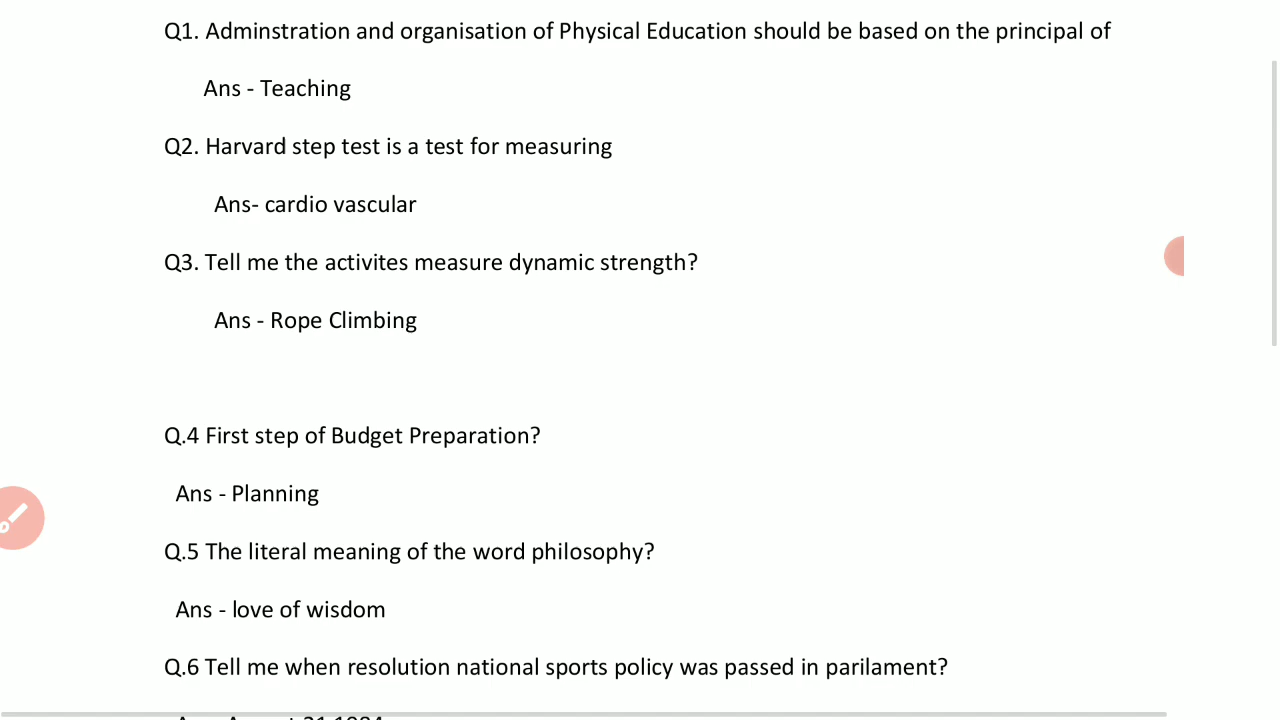 Q1. Adminstration and organisation of Physical Education should be based on the principal of
Ans - Teaching
Q2. Harvard step test is a test for measuring
Ans- cardio vascular
Q3. Tell me the activites measure dynamic strength?
Ans - Rope Climbing
Q.4 First step of Budget Preparation?
Ans - Planning
Q.5 The literal meaning of the word philosophy?
Ans - love of wisdom
Q.6 Tell me when resolution national sports policy was passed in parilament?